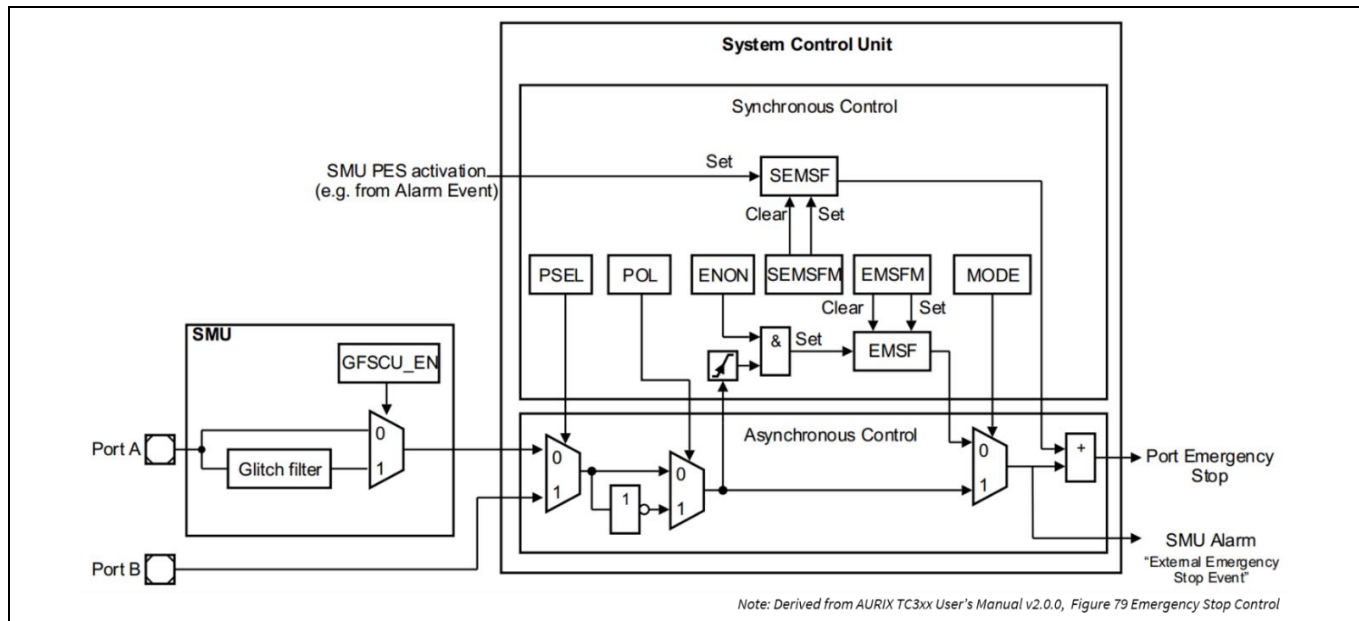 System Control Unit
Synchronous Control
SMU PES activation
(e.g. from Alarm Event)
Set
SEMSF
Clear
Set
PSEL
POL
ENON
SEMSFM
EMSFM
MODE
Clear
Set
SMU
GFSCU_EN
&
Set
EMSF
Port A
0
Glitch filter
1
Asynchronous Control
0
1
0
1
1
0
1
+
Port Emergency
Stop
Port B
SMU Alarm
“External Emergency
Stop Event”
Note: Derived from AURIX TC3xx User’s Manual v2.0.0, Figure 79 Emergency Stop Control